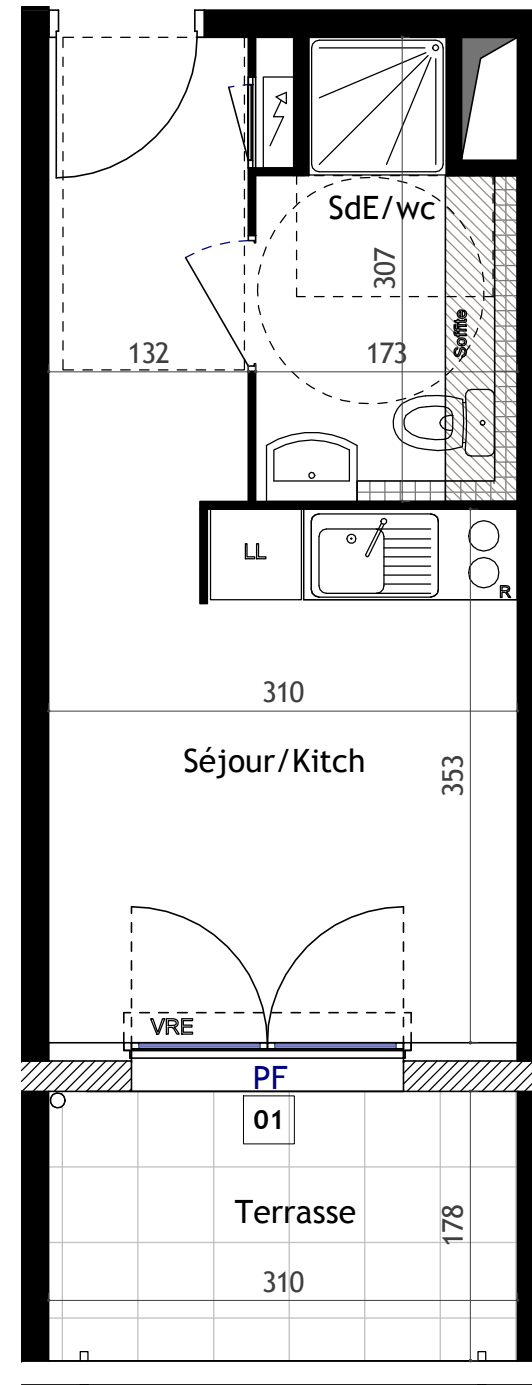 SdE/wc
307
Soffite
132
173
LL
R
310
Séjour/Kitch
353
VRE
PF
01
Terrasse
178
310